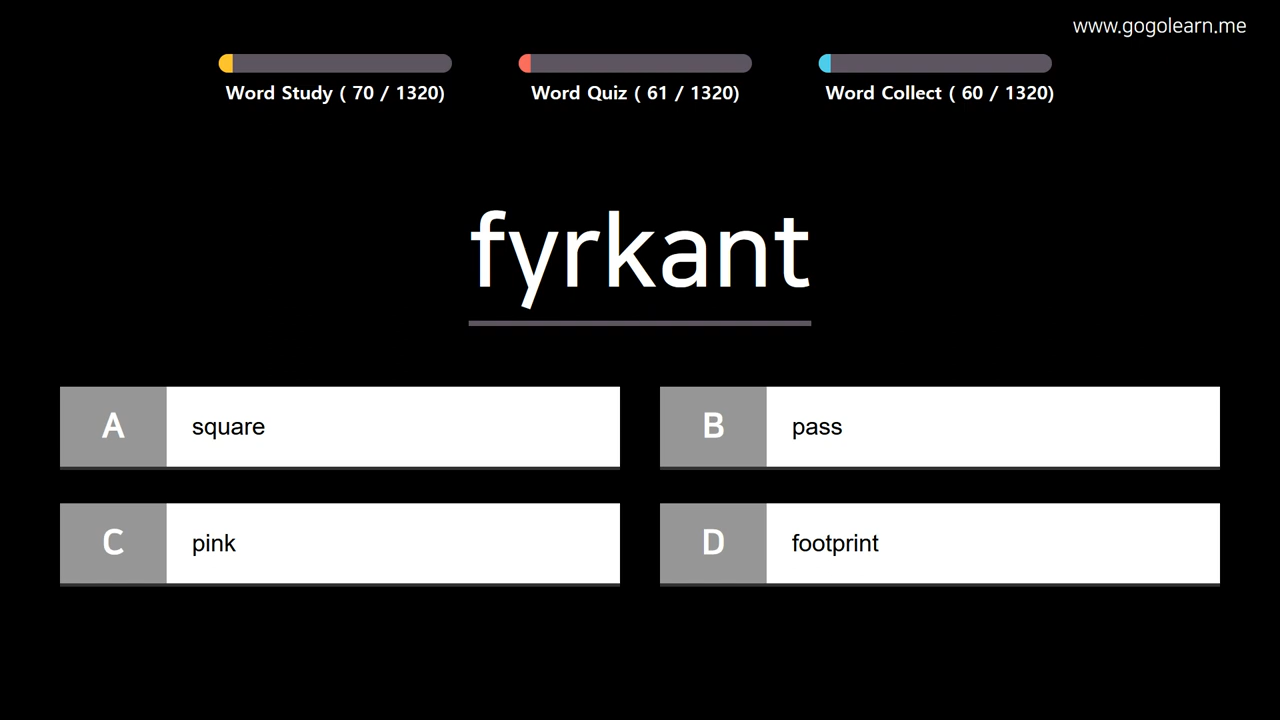 www.gogolearn.me
Word Study ( 70 / 1320)
Word Quiz ( 61 / 1320)
Word Collect ( 60 / 1320)
fyrkant
A square
B pass
C pink
D footprint